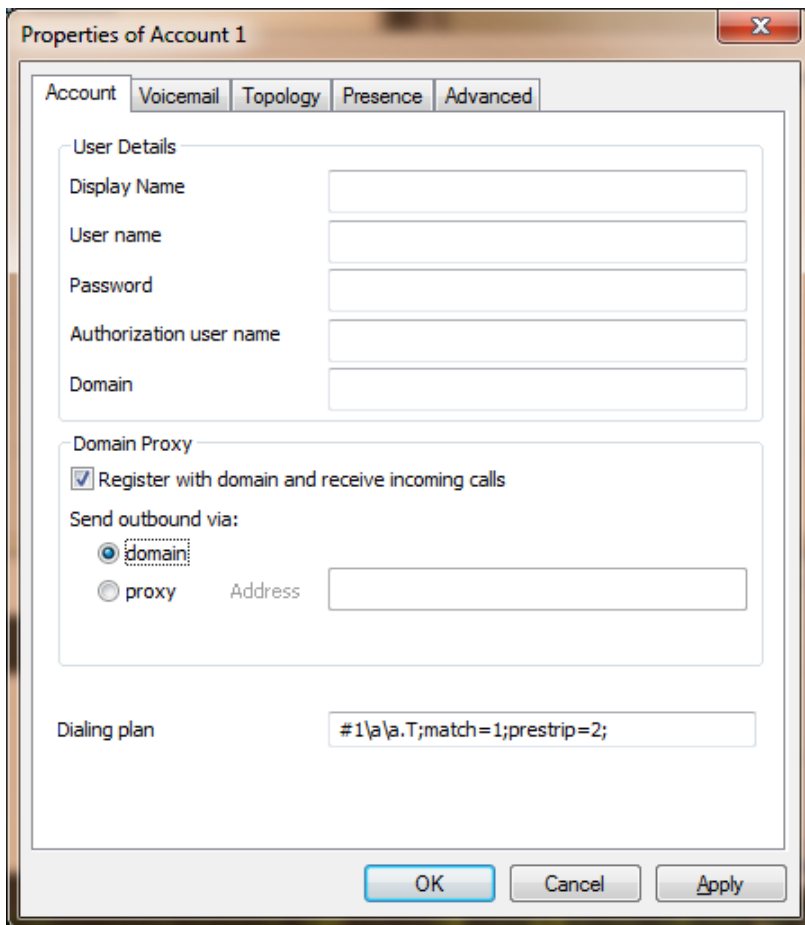 Properties of Account 1
Account Voicemail Topology Presence Advanced
User Details
Display Name
User name
Password
Authorization user name
Domain
Domain Proxy
Register with domain and receive incoming calls
Send outbound via:
domain
proxy Address
Dialing plan #1\a\a.T;match=1;prestrip=2;
OK Cancel Apply